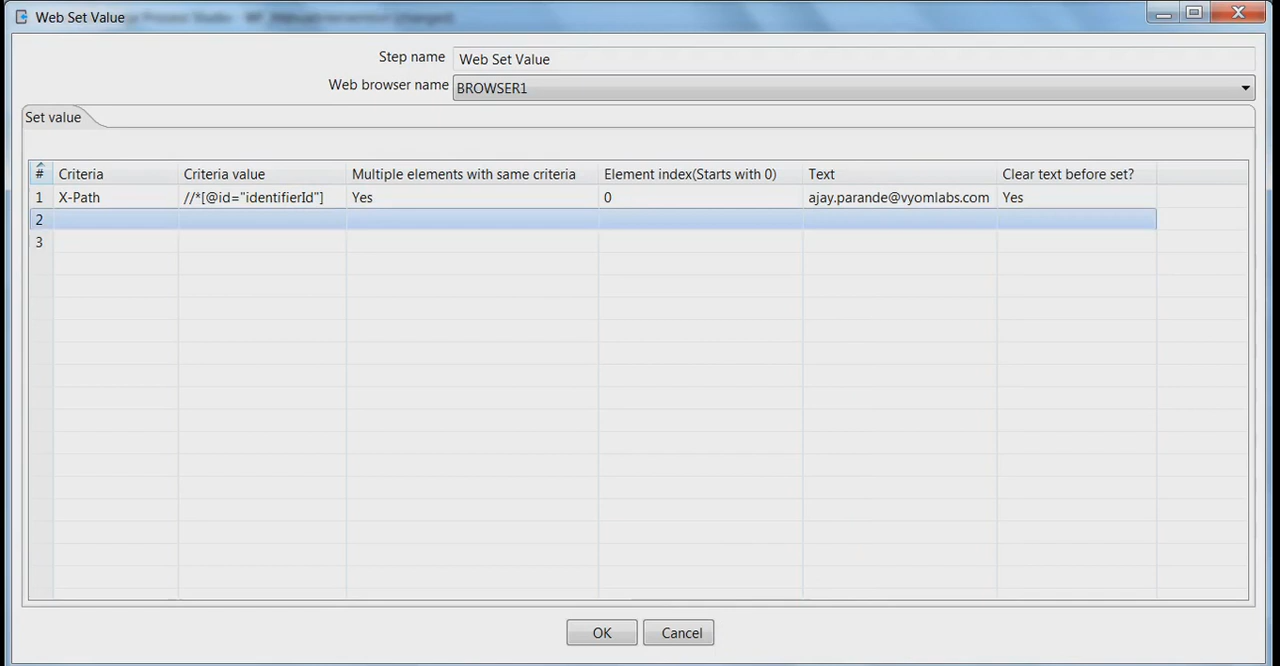 Web Set Value
Step name Web Set Value
Web browser name BROWSER1
Set value
# Criteria Criteria value Multiple elements with same criteria Element index(Starts with 0) Text Clear text before set?
1 X-Path //*[@id="identifierId"] Yes 0 ajay.parande@vyomlabs.com Yes
2
3
OK Cancel